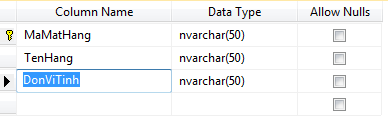 Column Name Data Type Allow Nulls
MaMatHang nvarchar(50)
TenHang nvarchar(50)
DonViTinh nvarchar(50)